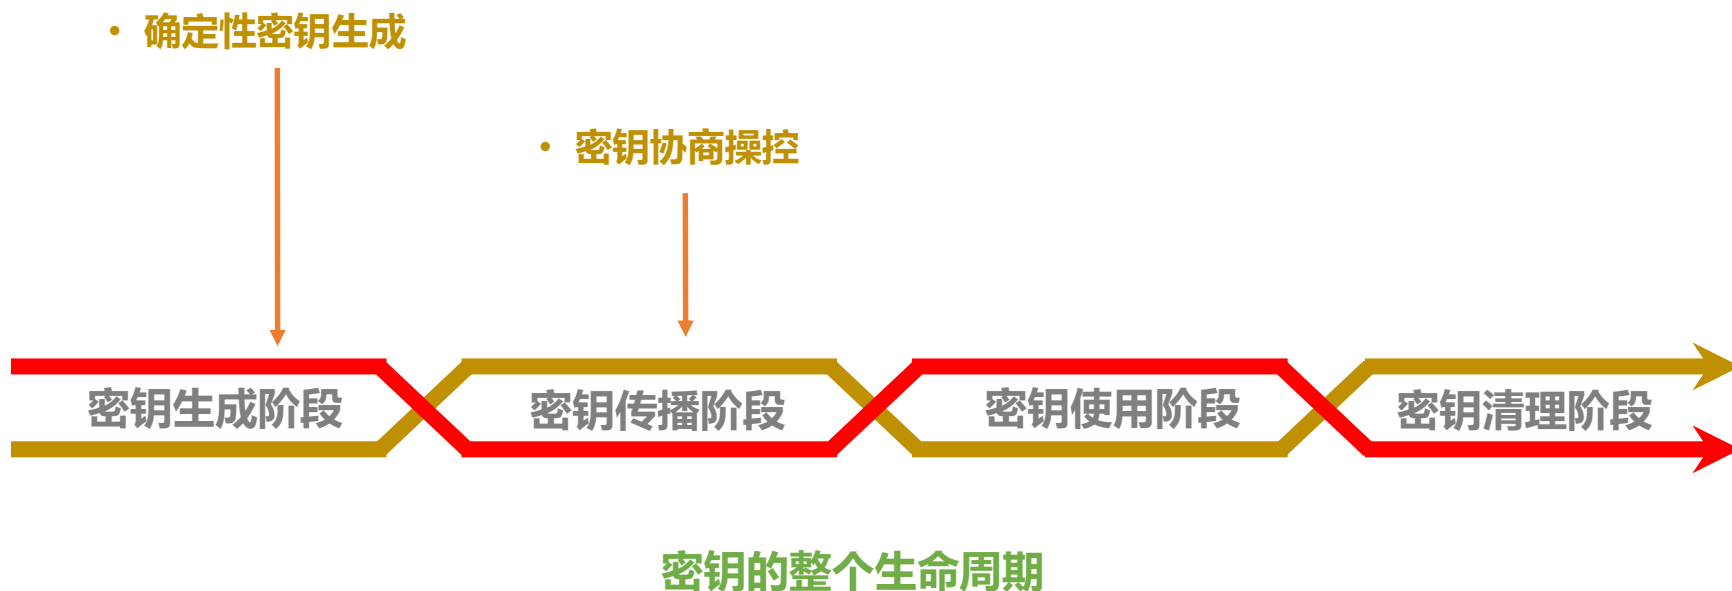 • 确定性密钥生成
• 密钥协商操控
密钥生成阶段
密钥传播阶段
密钥使用阶段
密钥清理阶段
密钥的整个生命周期